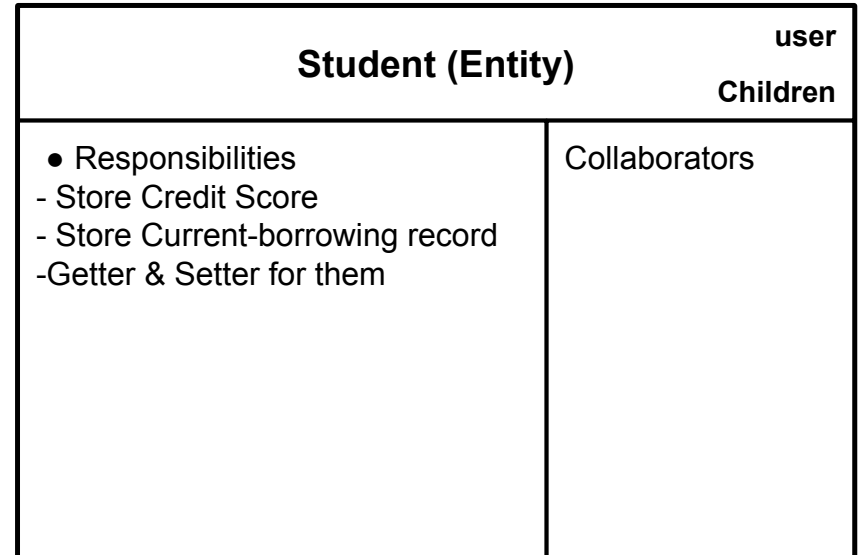 Student (Entity)
user
Children
● Responsibilities
- Store Credit Score
- Store Current-borrowing record
-Getter & Setter for them
Collaborators